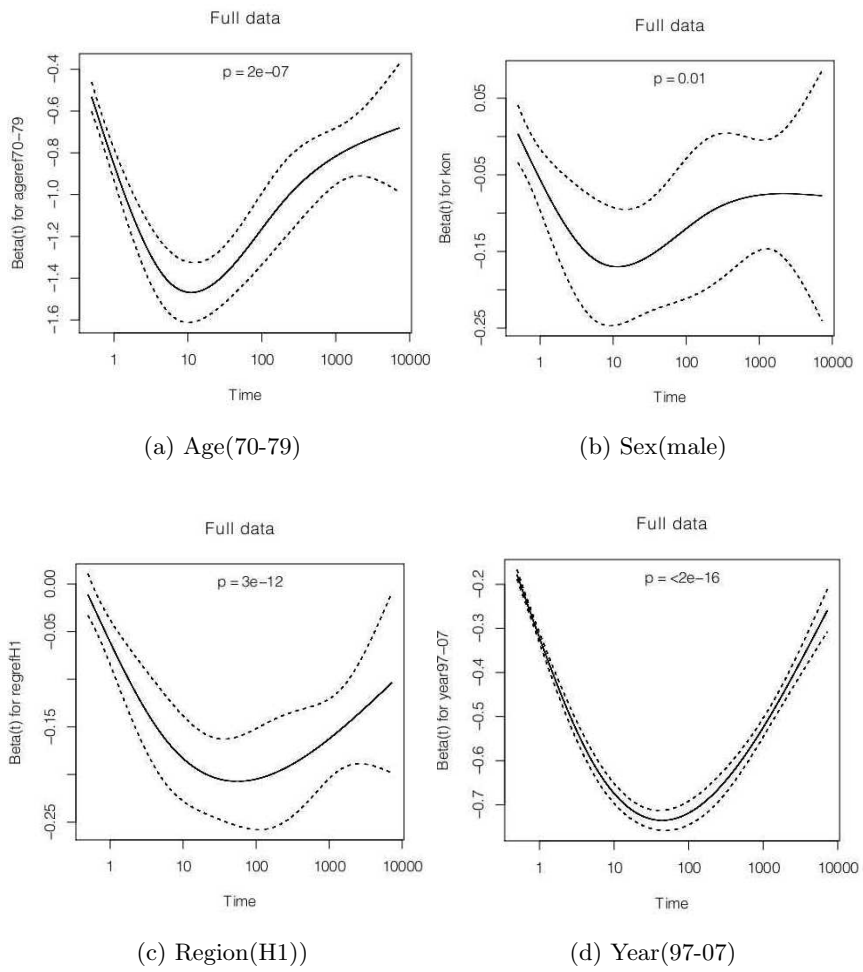 Full data
p = 2e−07
Beta(t) for ageref70−79
−0.4
−0.6
−0.8
−1.0
−1.2
−1.4
−1.6
1 10 100 1000 10000
Time
(a) Age(70-79)
Full data
p = 0.01
Beta(t) for kon
0.05
−0.05
−0.15
−0.25
1 10 100 1000 10000
Time
(b) Sex(male)
Full data
p = 3e−12
Beta(t) for regrefH1
0.00
−0.05
−0.15
−0.25
1 10 100 1000 10000
Time
(c) Region(H1))
Full data
p = <2e−16
Beta(t) for year97−07
−0.2
−0.3
−0.4
−0.5
−0.6
−0.7
1 10 100 1000 10000
Time
(d) Year(97-07)